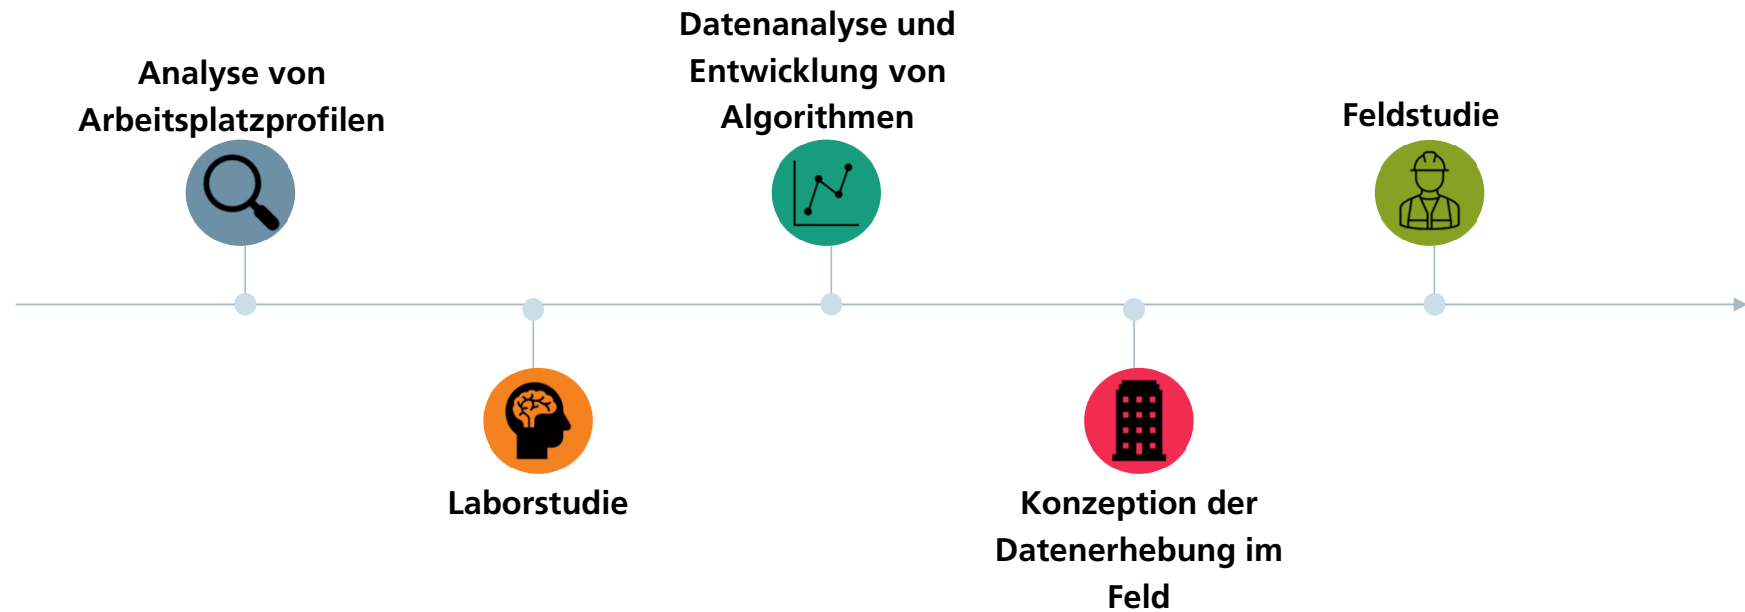 Analyse von
Arbeitsplatzprofilen
Laborstudie
Datenanalyse und
Entwicklung von
Algorithmen
Konzeption der
Datenerhebung im
Feld
Feldstudie